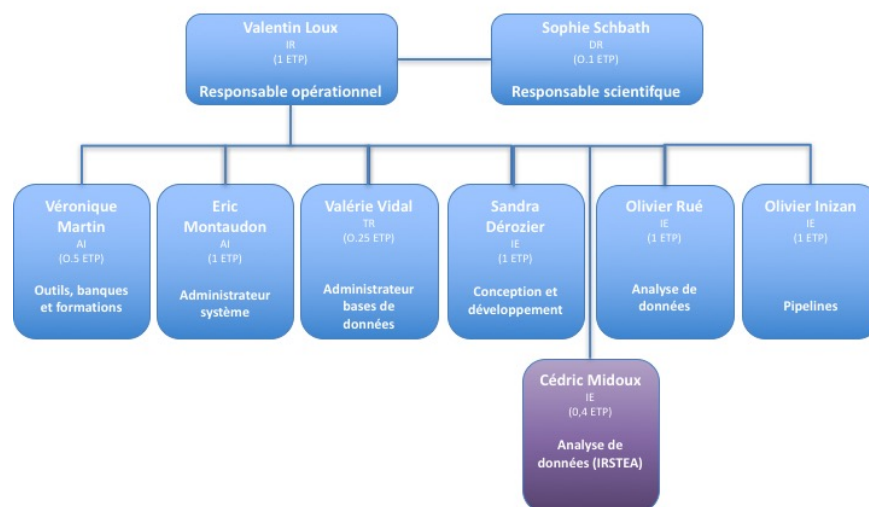 Valentin Loux
IR
(1 ETP)
Responsable opérationnel
Sophie Schbath
DR
(O.1 ETP)
Responsable scientifque
Véronique
Martin
AI
(O.5 ETP)
Outils, banques
et formations
Eric
Montaudon
AI
(1 ETP)
Administrateur
système
Valérie Vidal
TR
(O.25 ETP)
Administrateur
bases de
données
Sandra
Dérozier
IE
(1 ETP)
Conception et
développement
Olivier Rué
IE
(1 ETP)
Analyse de
données
Olivier Inizan
IE
(1 ETP)
Pipelines
Cédric Midoux
IE
(0,4 ETP)
Analyse de
données (IRSTEA)